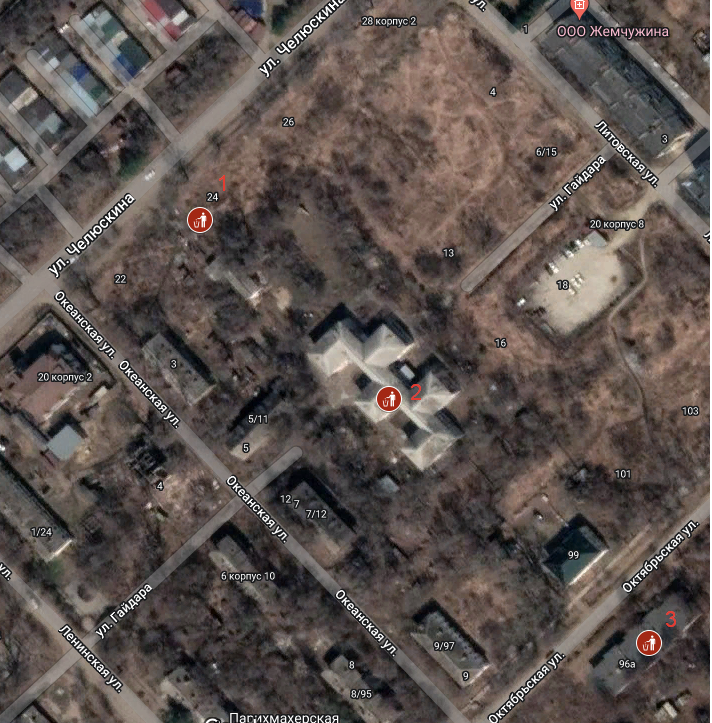 ул.
28 корпус 2
1
ООО Жемчужина
ул. Челюскина
4
26
Литовская ул.
3
6/15
ул. Гайдара
1
24
ул. Челюскина
20 корпус 8
13
22
18
Океанская ул.
16
3
Океанская ул.
20 корпус 2
2
103
5/11
5
101
4
Океанская ул.
12
7
7/12
1/24
99
Октябрьская ул.
ул.
6 корпус 10
ул. Гайдара
Океанская ул.
3
Ленинская ул.
9/97
8
96а
9
8/95
Октябрьская ул.